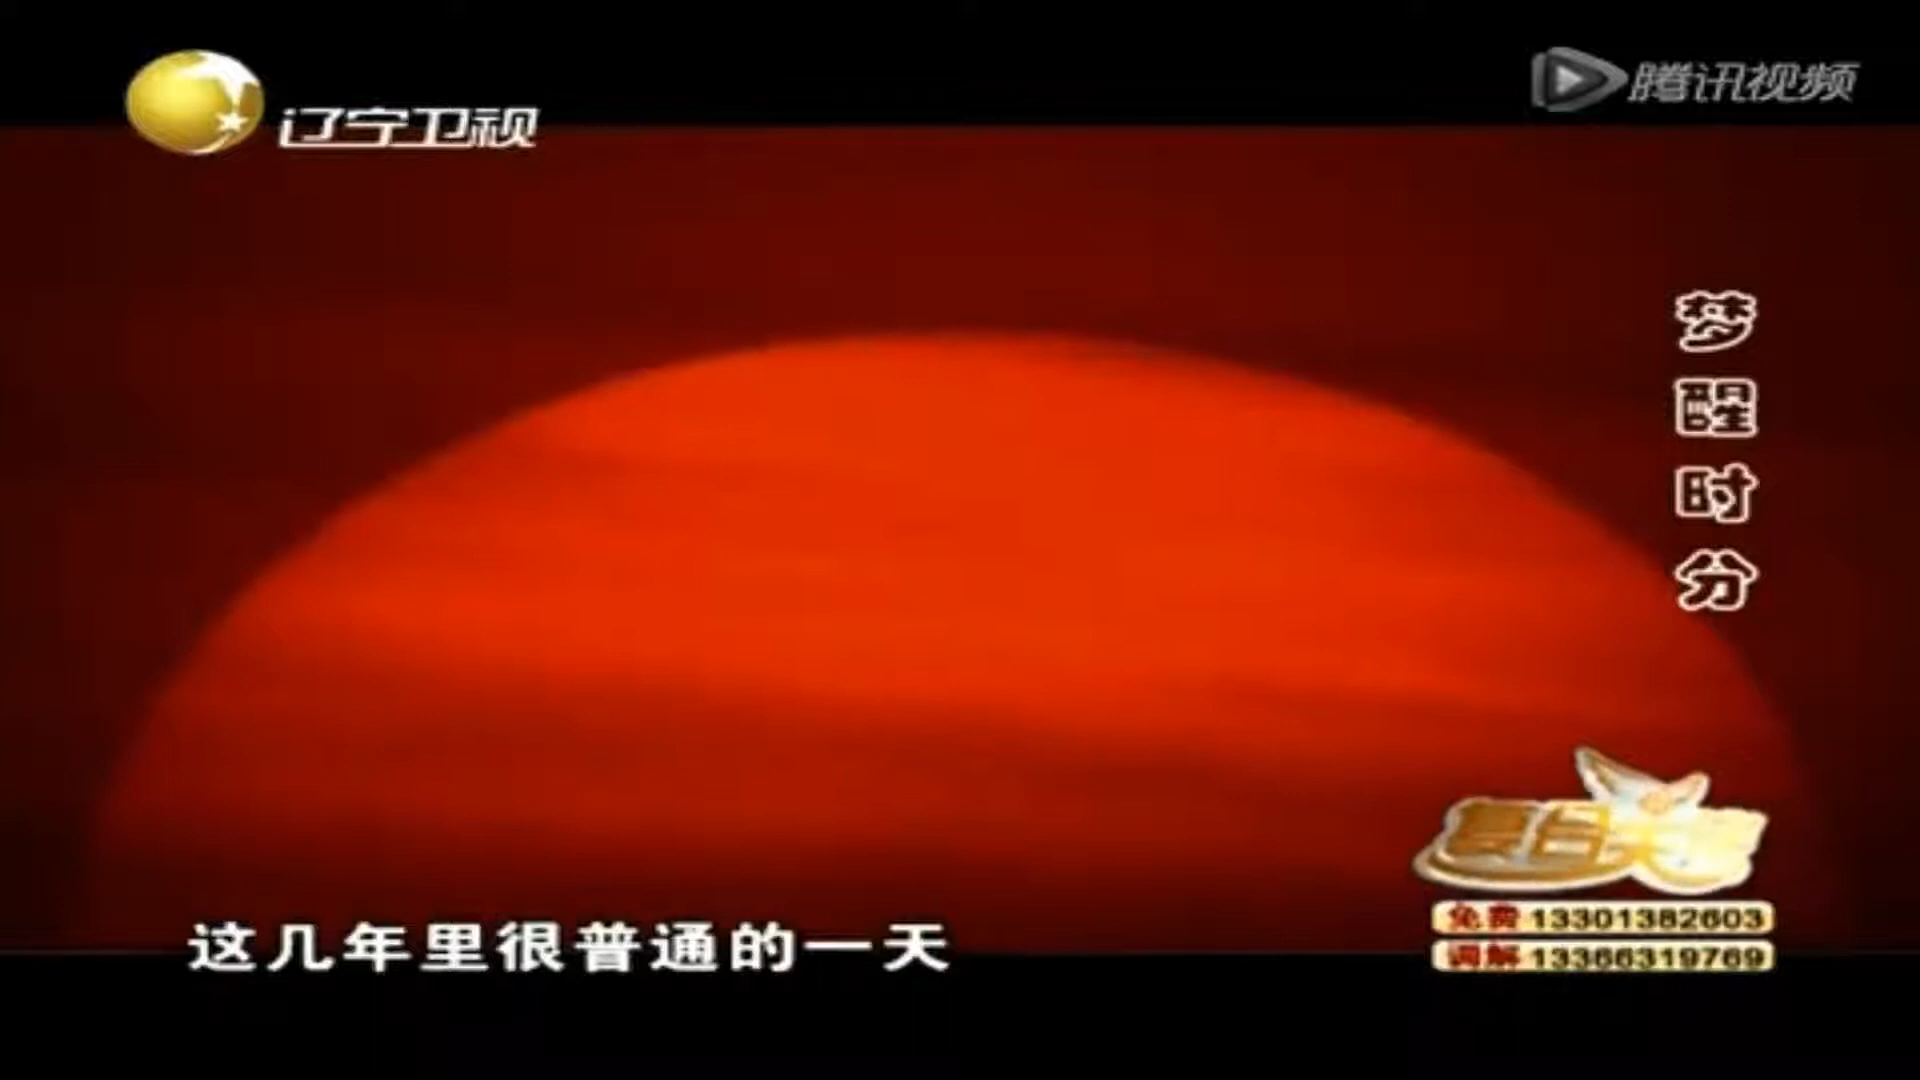 辽宁卫视
腾讯视频
梦醒时分
这几年里很普通的一天
免费 13301382603
调解 13366319769